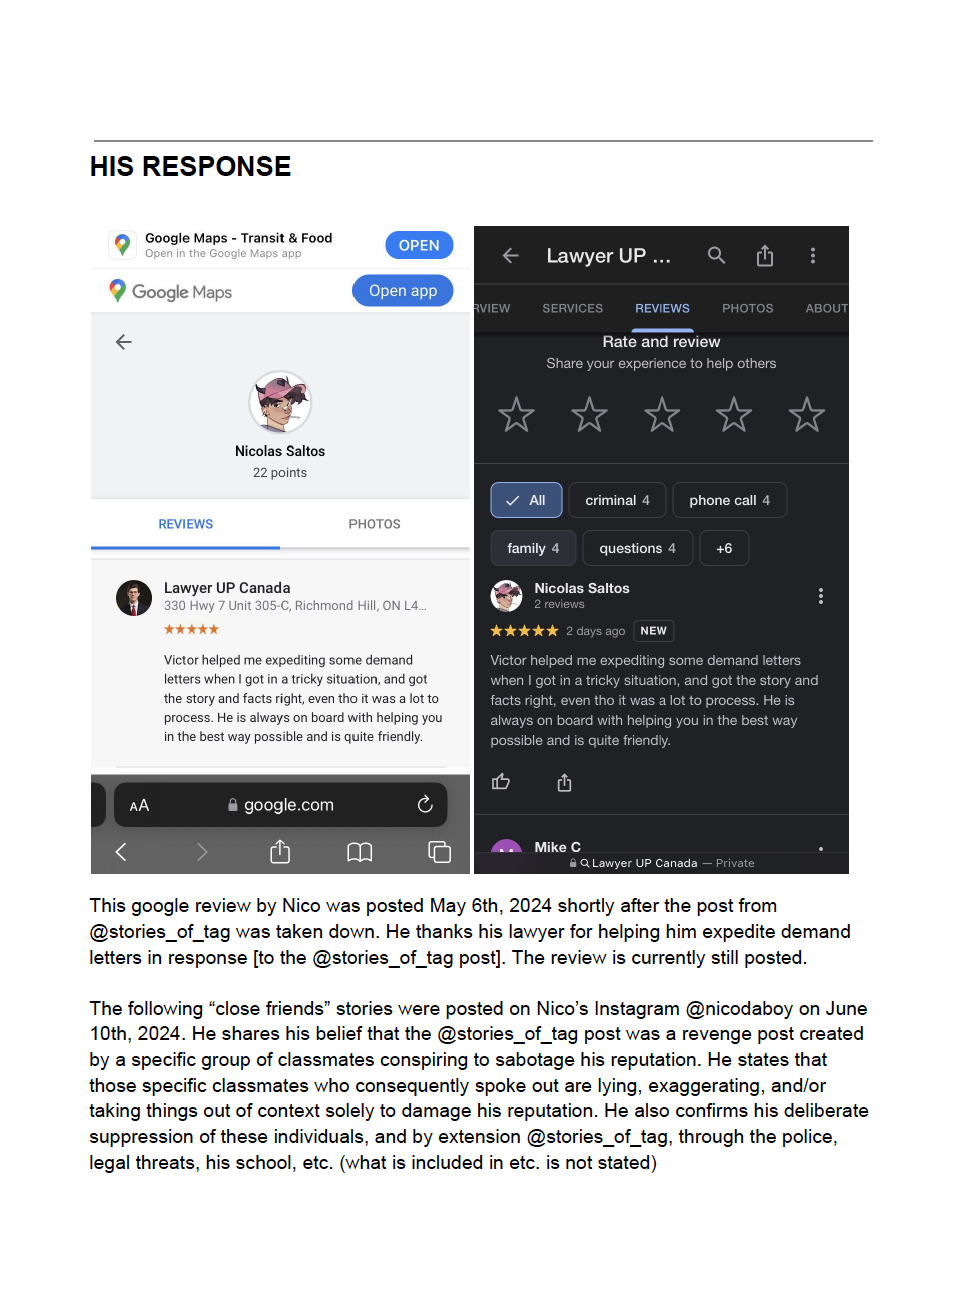 HIS RESPONSE
Google Maps - Transit & Food
Open in the Google Maps app
OPEN
Google Maps
Open app
Nicolas Saltos
22 points
REVIEWS
PHOTOS
Lawyer UP Canada
330 Hwy 7 Unit 305-C, Richmond Hill, ON L4...
Victor helped me expediting some demand
letters when I got in a tricky situation, and got
the story and facts right, even tho it was a lot to
process. He is always on board with helping you
in the best way possible and is quite friendly.
AA
google.com
Lawyer UP ...
RVIEW
SERVICES
REVIEWS
PHOTOS
ABOUT
Rate and review
Share your experience to help others
All
criminal 4
phone call 4
family 4
questions 4
+6
Nicolas Saltos
2 reviews
2 days ago
NEW
Victor helped me expediting some demand letters
when I got in a tricky situation, and got the story and
facts right, even tho it was a lot to process. He is
always on board with helping you in the best way
possible and is quite friendly.
Mike C
Lawyer UP Canada — Private
This google review by Nico was posted May 6th, 2024 shortly after the post from
@stories_of_tag was taken down. He thanks his lawyer for helping him expedite demand
letters in response [to the @stories_of_tag post]. The review is currently still posted.
The following “close friends” stories were posted on Nico’s Instagram @nicodaboy on June
10th, 2024. He shares his belief that the @stories_of_tag post was a revenge post created
by a specific group of classmates conspiring to sabotage his reputation. He states that
those specific classmates who consequently spoke out are lying, exaggerating, and/or
taking things out of context solely to damage his reputation. He also confirms his deliberate
suppression of these individuals, and by extension @stories_of_tag, through the police,
legal threats, his school, etc. (what is included in etc. is not stated)